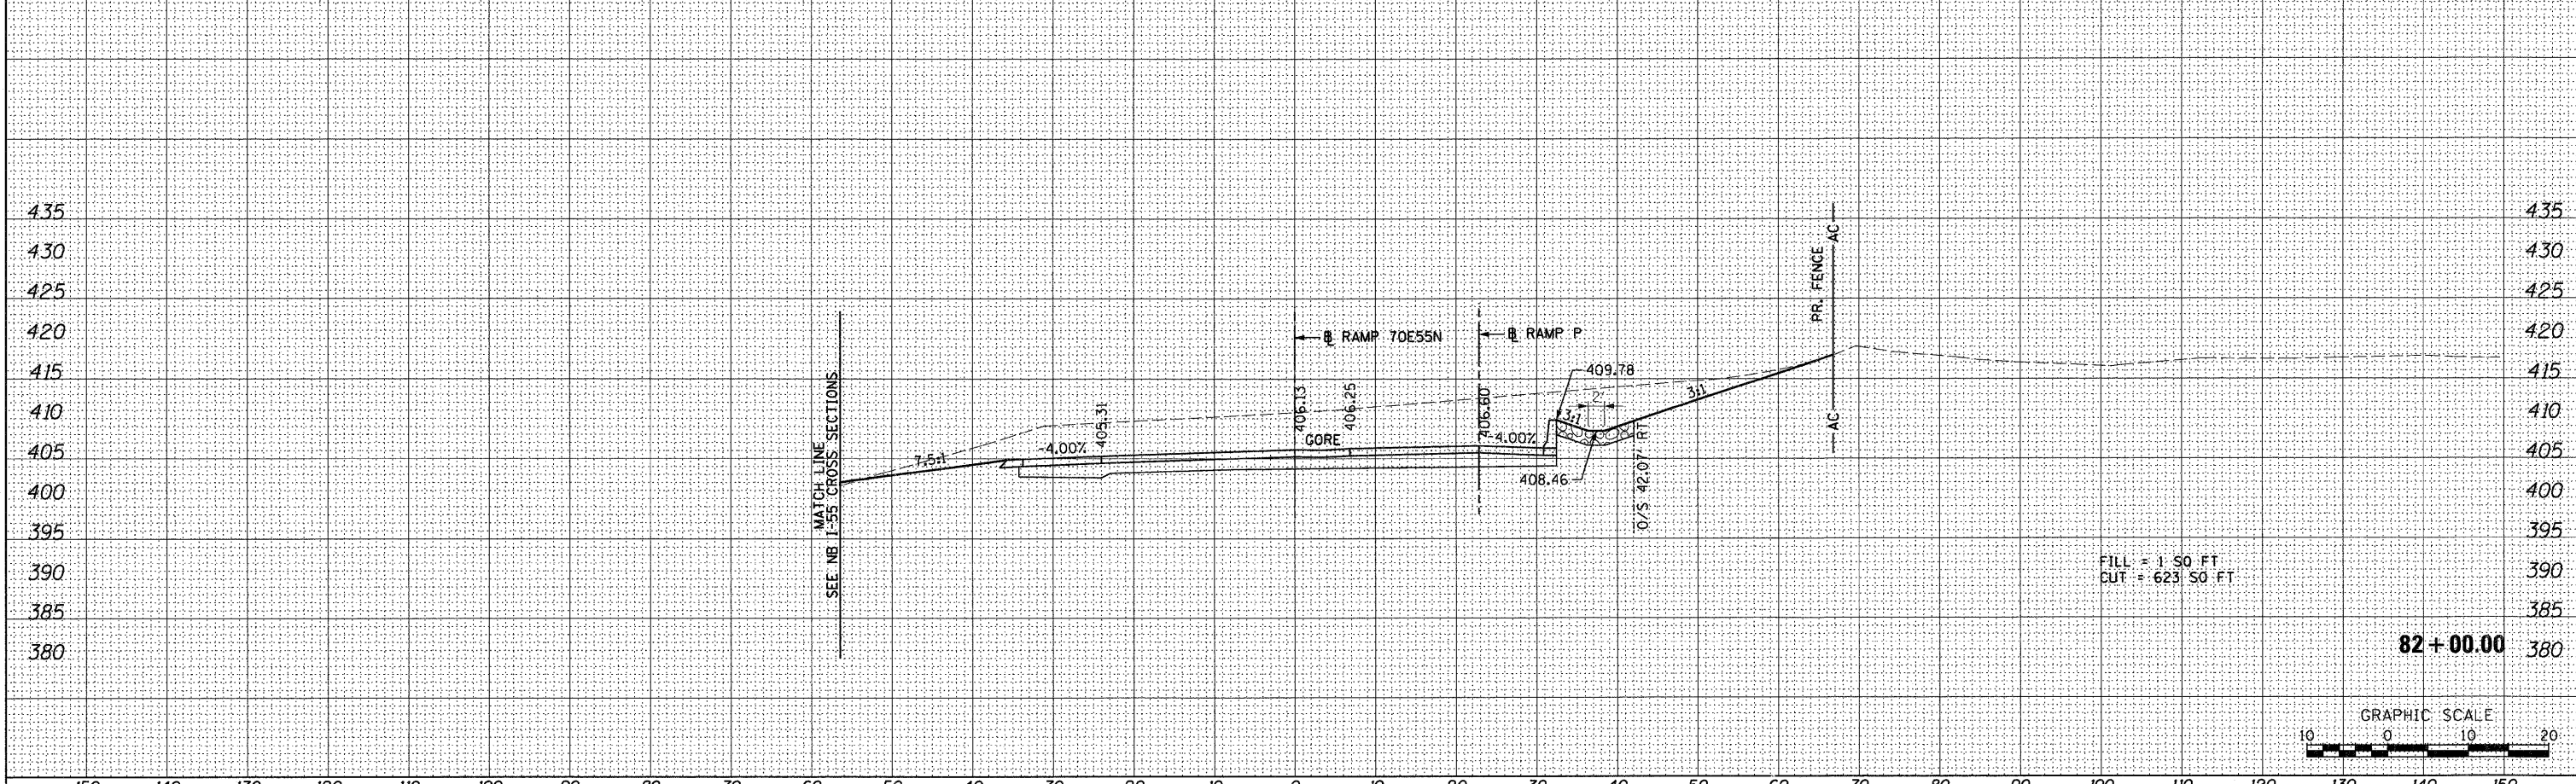 435
430
425
420
415
410
405
400
395
390
385
380
MATCH LINE
SEE NB I-55 CROSS SECTIONS
7.5:1
-4.00%
405.31
406.13
406.25
GORE
℄ RAMP 70E55N
℄ RAMP P
406.60
-4.00%
409.78
3:1
2'
408.46
O/S 42.07' RT
3:1
PR. FENCE
AC
AC
435
430
425
420
415
410
405
400
395
390
385
380
FILL = 1 SQ FT
CUT = 623 SQ FT
82+00.00
GRAPHIC SCALE
10 0 10 20